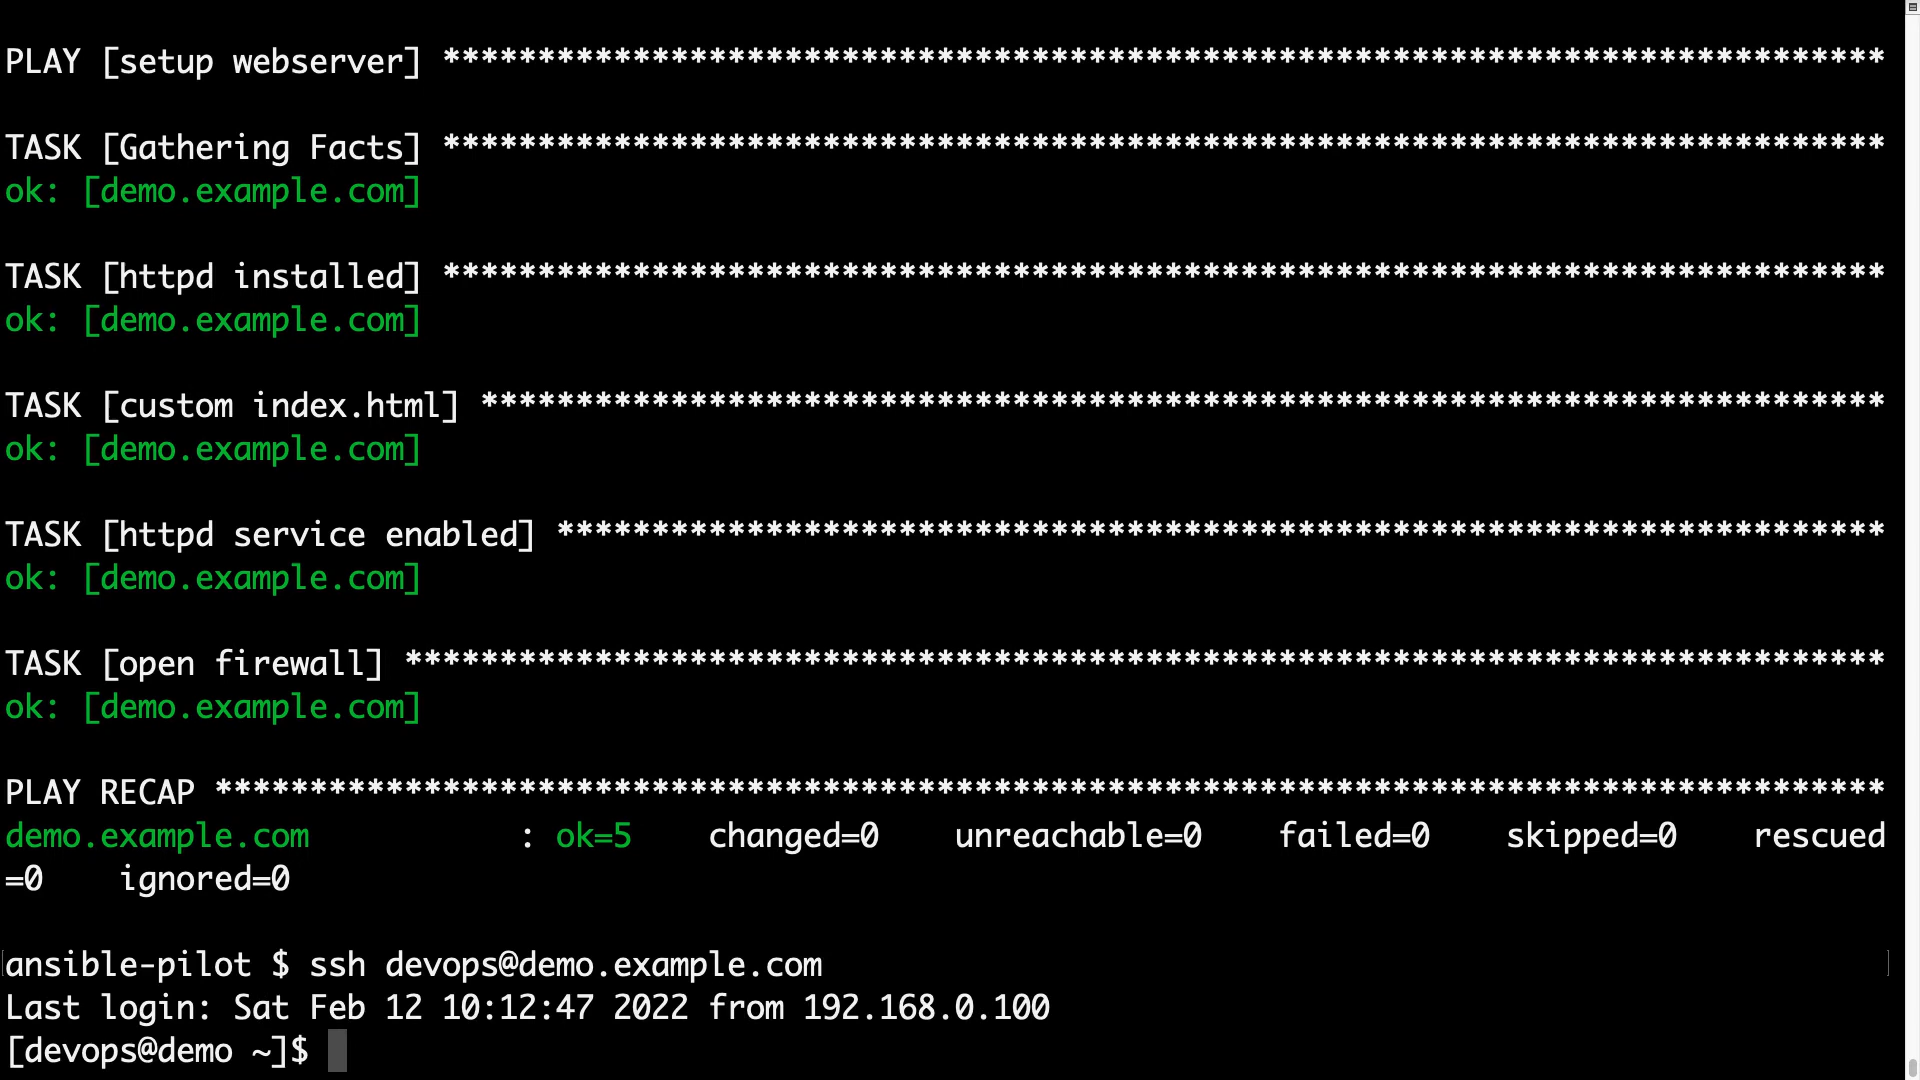 PLAY [setup webserver] ****************************************************************************
TASK [Gathering Facts] ****************************************************************************
ok: [demo.example.com]
TASK [httpd installed] ****************************************************************************
ok: [demo.example.com]
TASK [custom index.html] **************************************************************************
ok: [demo.example.com]
TASK [httpd service enabled] **********************************************************************
ok: [demo.example.com]
TASK [open firewall] ******************************************************************************
ok: [demo.example.com]
PLAY RECAP ****************************************************************************************
demo.example.com           : ok=5    changed=0    unreachable=0    failed=0    skipped=0    rescued
=0    ignored=0
ansible-pilot $ ssh devops@demo.example.com
Last login: Sat Feb 12 10:12:47 2022 from 192.168.0.100
[devops@demo ~]$